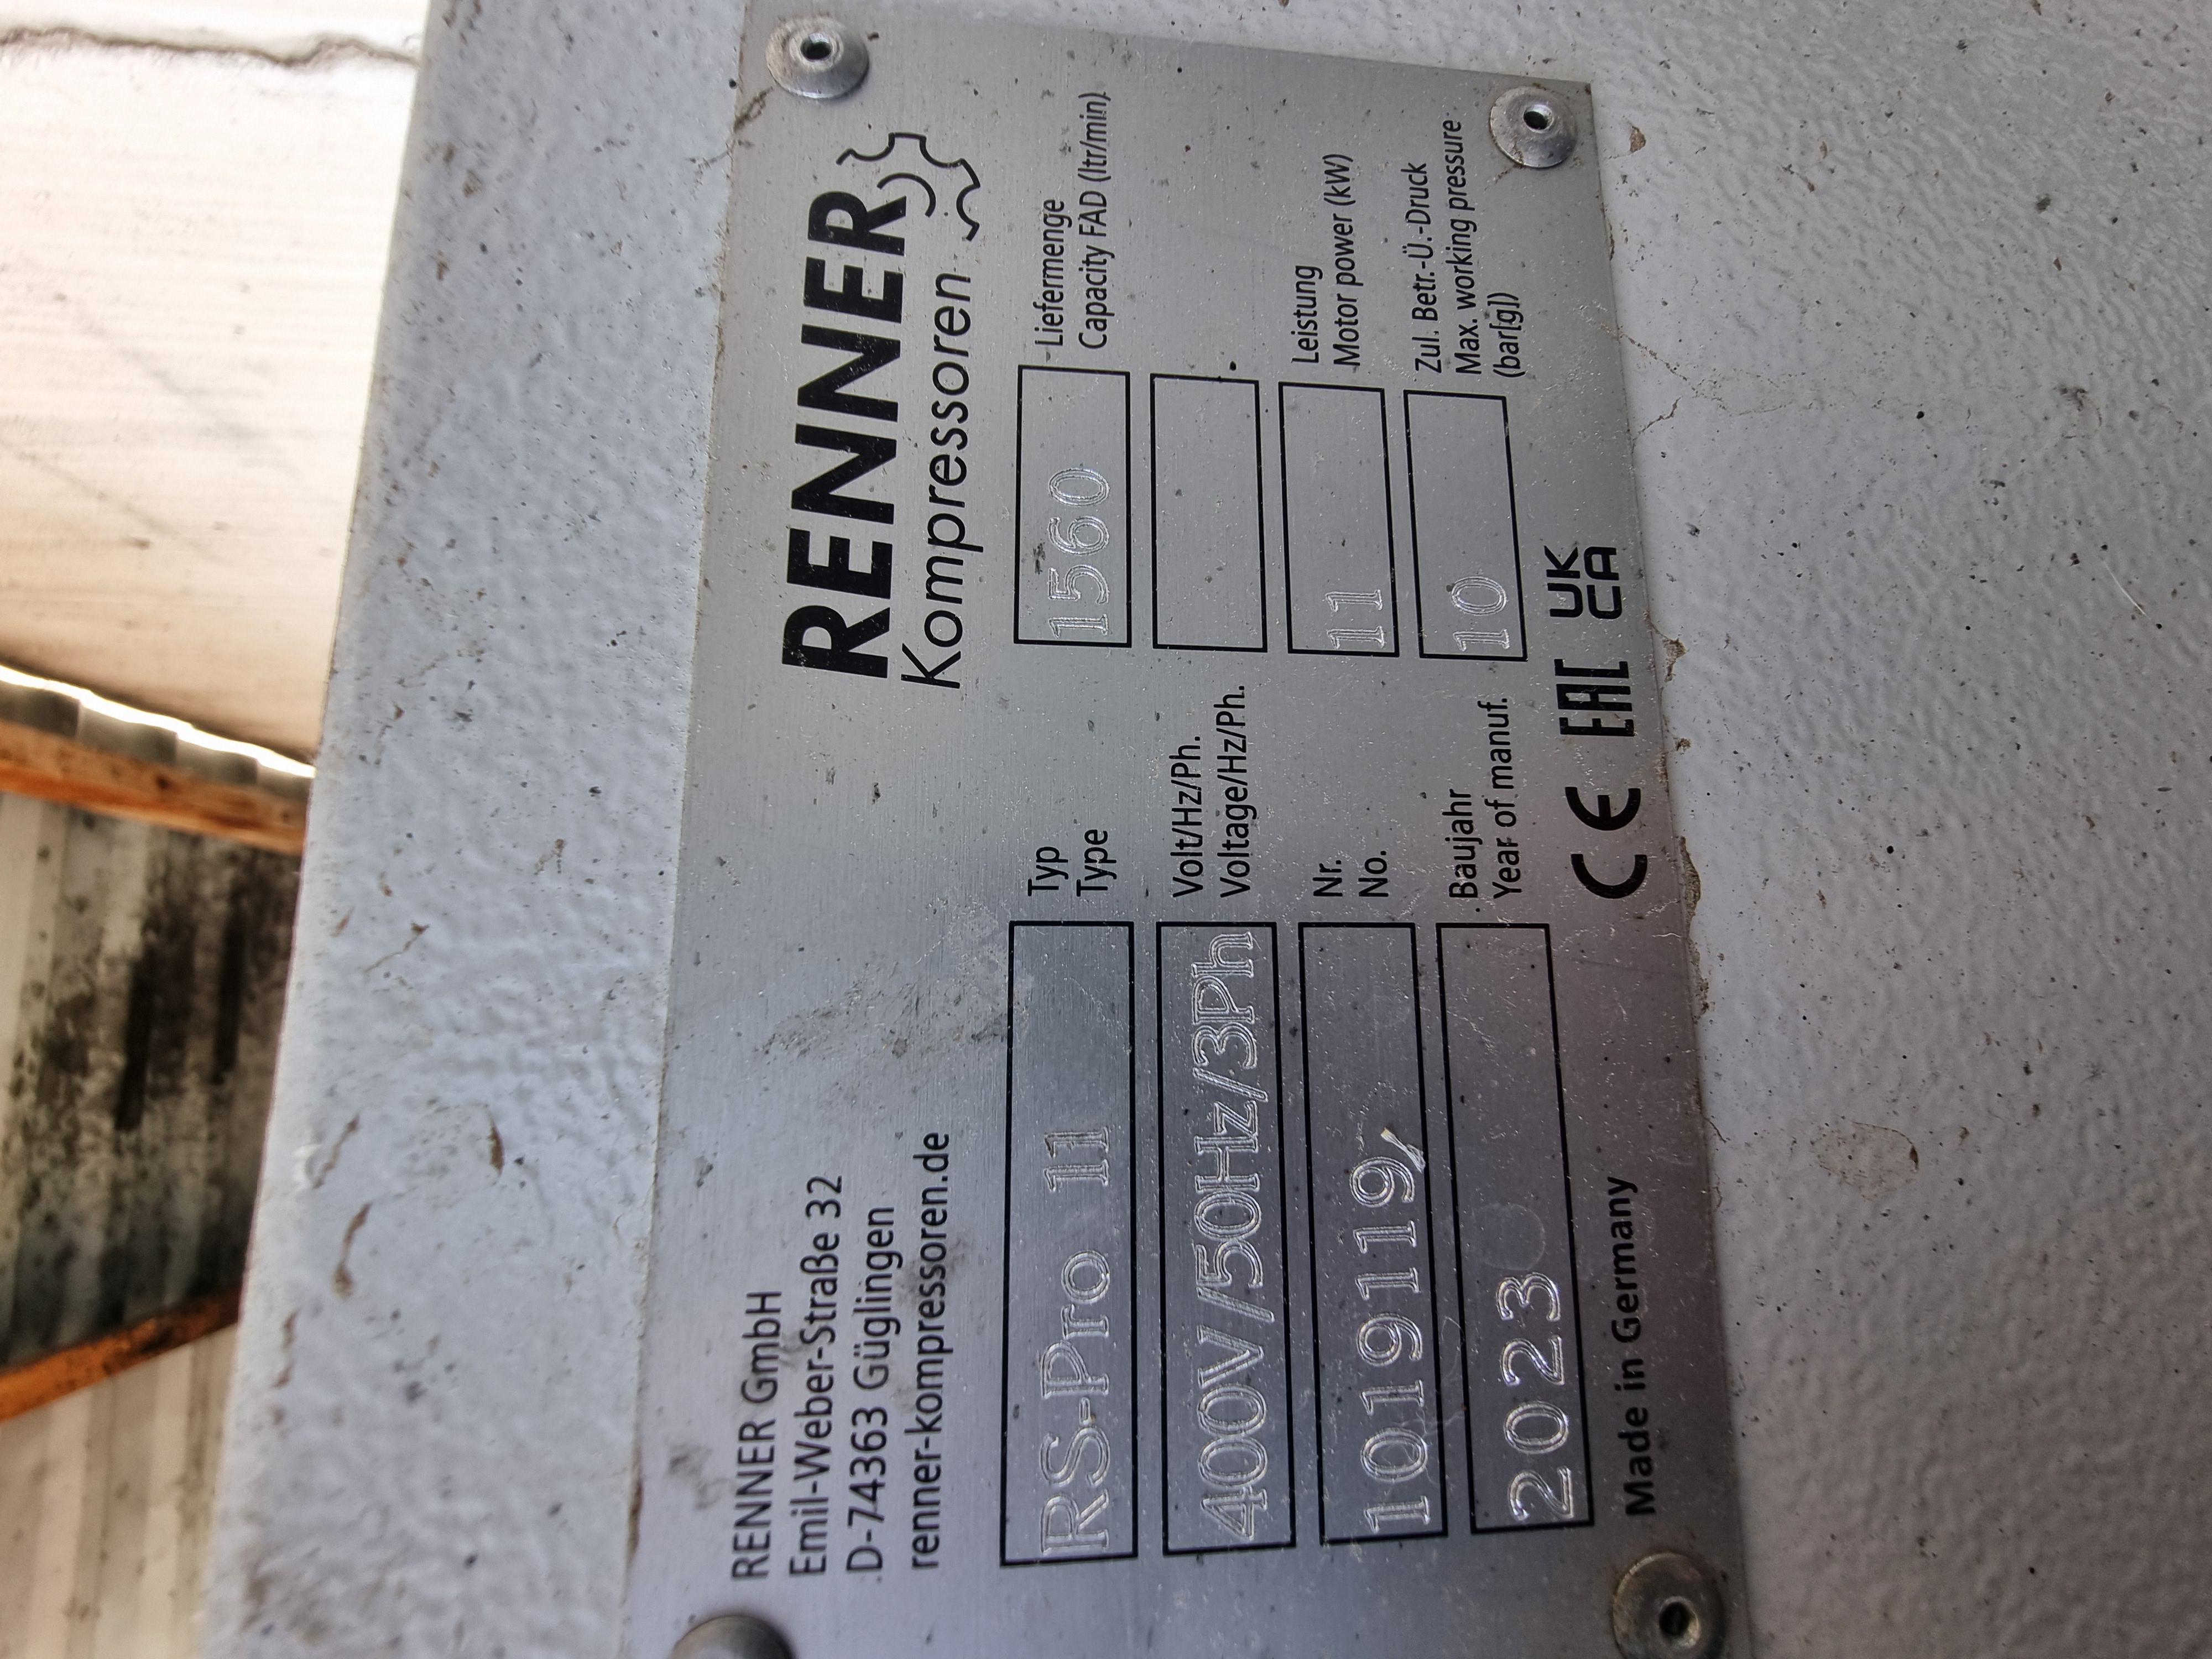 RENNER GmbH
Emil-Weber-Straße 32
D-74363 Güglingen
renner-kompressoren.de
RENNER
Kompressoren
RS-Pro 11
Typ
Type
1560
Liefermenge
Capacity FAD (ltr/min)
400V/50Hz/3Ph
Volt/Hz/Ph.
Voltage/Hz/Ph.
10191119
Nr.
No.
11
Leistung
Motor power (kW)
2023
Baujahr
Year of manuf.
10
Zul. Betr.-Ü.-Druck
Max. working pressure
(bar[g])
Made in Germany
CE EAC UK
CA